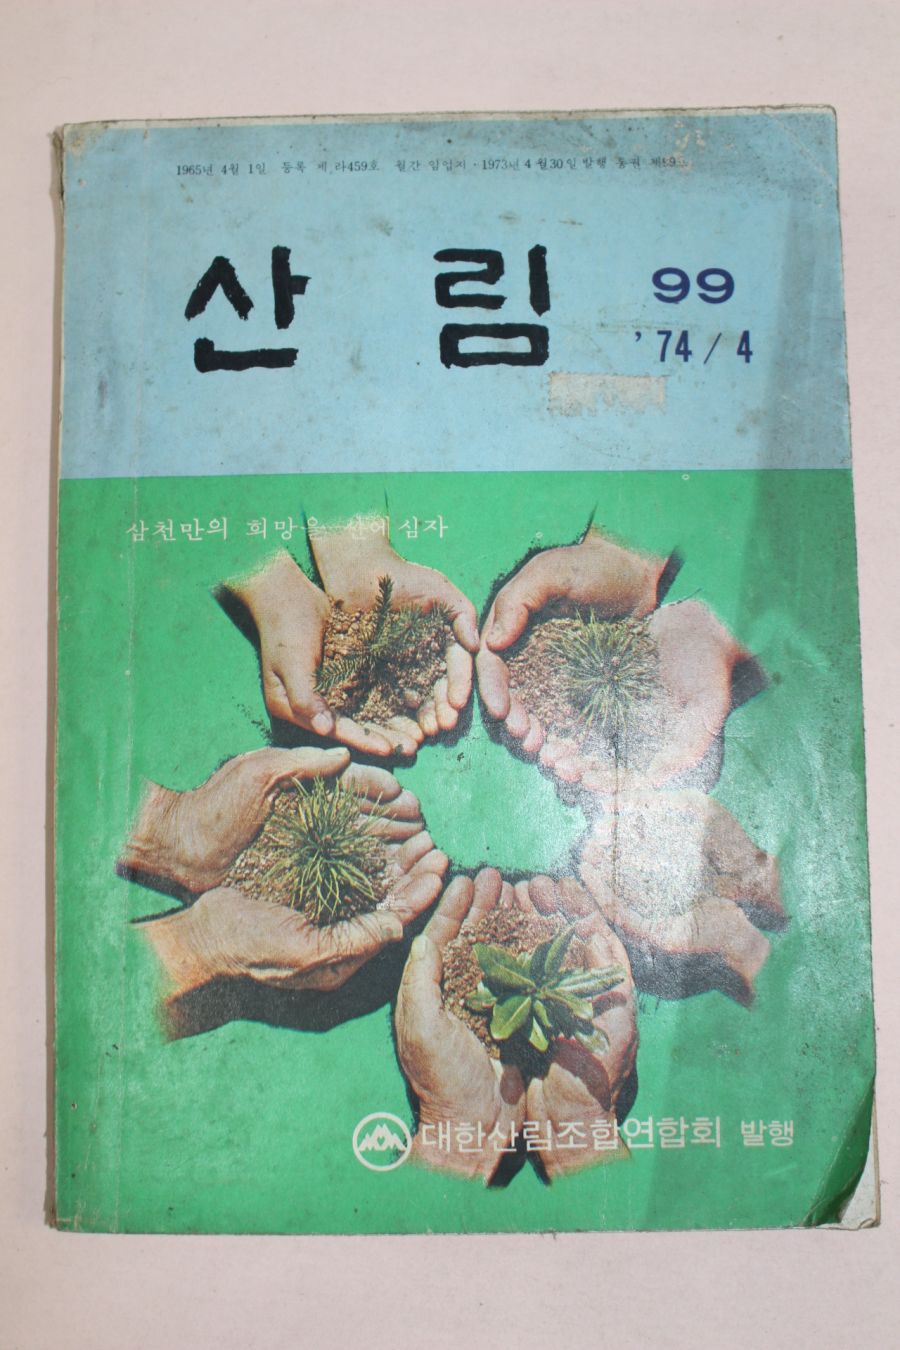 1965년 4월 1일 등록 제 라459호 월간 임업지 · 1973년 4월30일 발행 통권
산 림
99
'74/4
삼천만의 희망을 산에 심자
대한산림조합연합회 발행